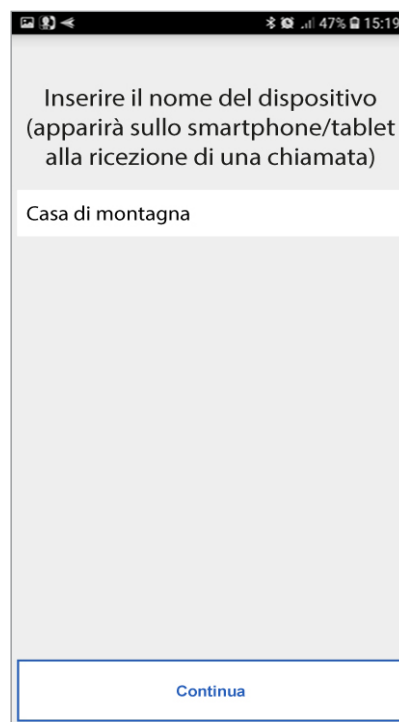 47% 15:19
Inserire il nome del dispositivo
(apparirà sullo smartphone/tablet
alla ricezione di una chiamata)
Casa di montagna
Continua